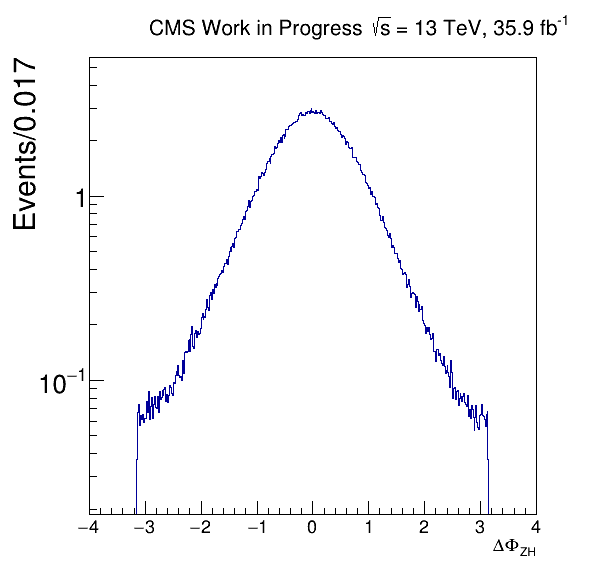 CMS Work in Progress √s = 13 TeV, 35.9 fb⁻¹
Events/0.017
1
10⁻¹
−4 −3 −2 −1 0 1 2 3 4
ΔΦ_ZH